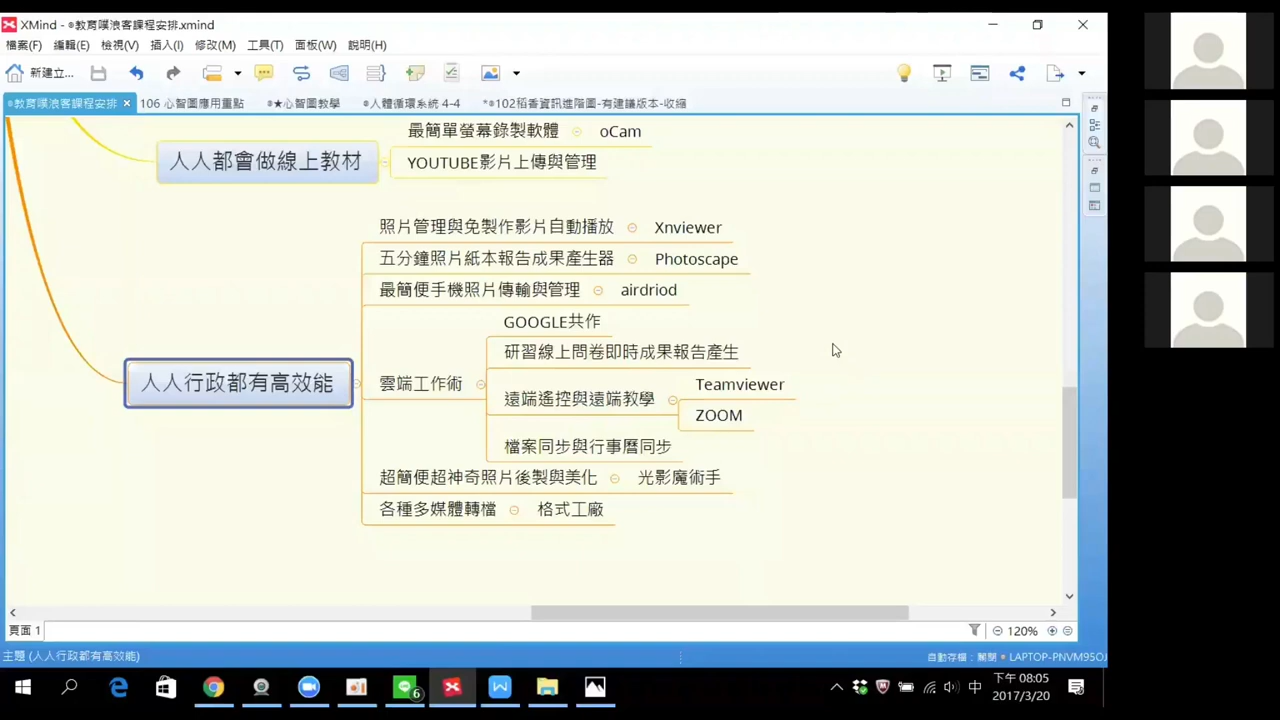 XMind - ®教育噗浪客課程安排.xmind
檔案(F) 編輯(E) 檢視(V) 插入(I) 修改(M) 工具(T) 面板(W) 說明(H)
新建立...
®教育噗浪客課程安排 106 心智圖應用重點 ®★心智圖教學 ®人體循環系統 4-4 *®102稻香資訊進階圖-有建議版本-收縮
最簡單螢幕錄製軟體 oCam
人人都會做線上教材
YOUTUBE影片上傳與管理
照片管理與免製作影片自動播放 Xnviewer
五分鐘照片紙本報告成果產生器 Photoscape
最簡便手機照片傳輸與管理 airdriod
GOOGLE共作
研習線上問卷即時成果報告產生
人人行政都有高效能
雲端工作術
遠端遙控與遠端教學
Teamviewer
ZOOM
檔案同步與行事曆同步
超簡便超神奇照片後製與美化 光影魔術手
各種多媒體轉檔 格式工廠
頁面 1
120%
主題 (人人行政都有高效能)
自動存檔：關閉 LAPTOP-PNVM95OJ
6
中
下午 08:05
2017/3/20